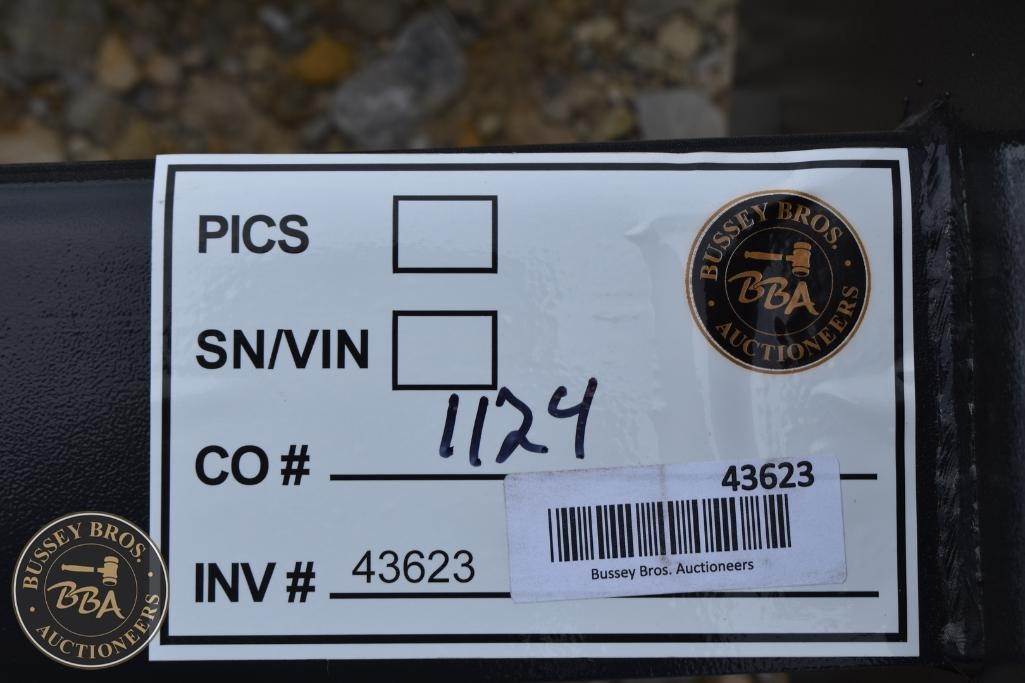 PICS
BUSSEY BROS.
BBA
AUCTIONEERS
SN/VIN
CO # 1124
43623
INV # 43623
Bussey Bros. Auctioneers
BUSSEY BROS.
BBA
AUCTIONEERS